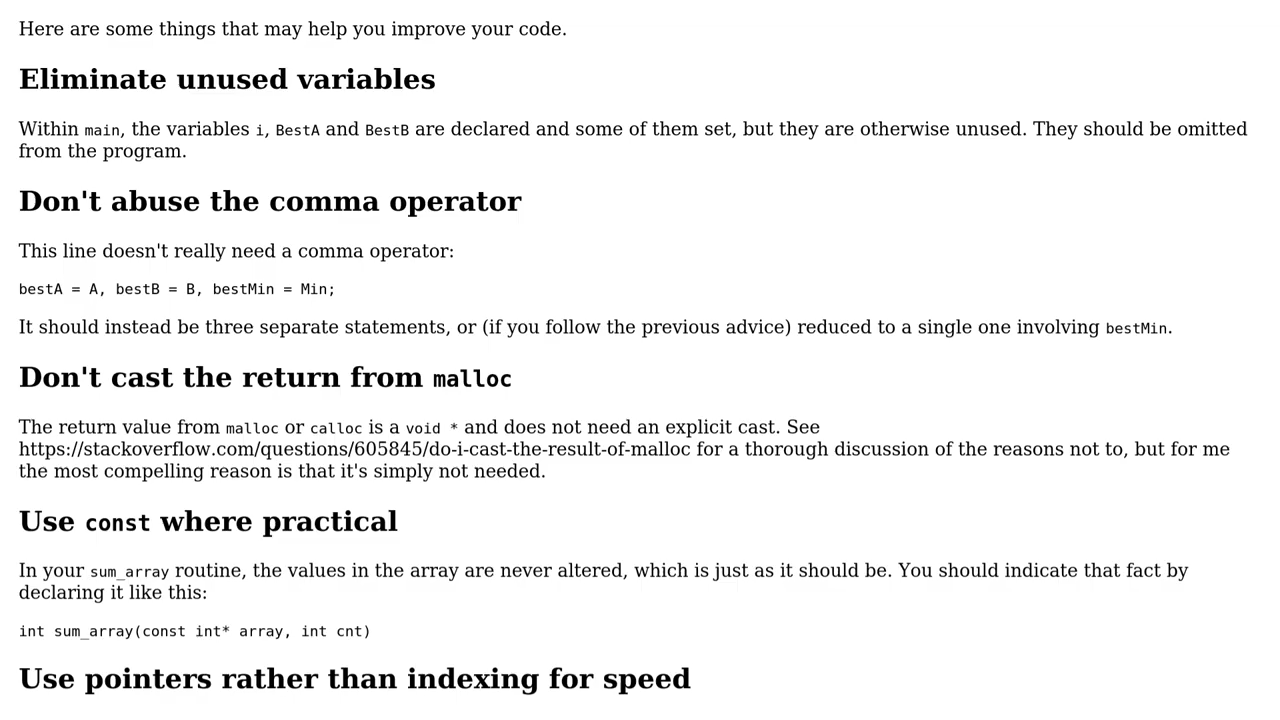 Here are some things that may help you improve your code.
Eliminate unused variables
Within main, the variables i, BestA and BestB are declared and some of them set, but they are otherwise unused. They should be omitted
from the program.
Don't abuse the comma operator
This line doesn't really need a comma operator:
bestA = A, bestB = B, bestMin = Min;
It should instead be three separate statements, or (if you follow the previous advice) reduced to a single one involving bestMin.
Don't cast the return from malloc
The return value from malloc or calloc is a void * and does not need an explicit cast. See
https://stackoverflow.com/questions/605845/do-i-cast-the-result-of-malloc for a thorough discussion of the reasons not to, but for me
the most compelling reason is that it's simply not needed.
Use const where practical
In your sum_array routine, the values in the array are never altered, which is just as it should be. You should indicate that fact by
declaring it like this:
int sum_array(const int* array, int cnt)
Use pointers rather than indexing for speed